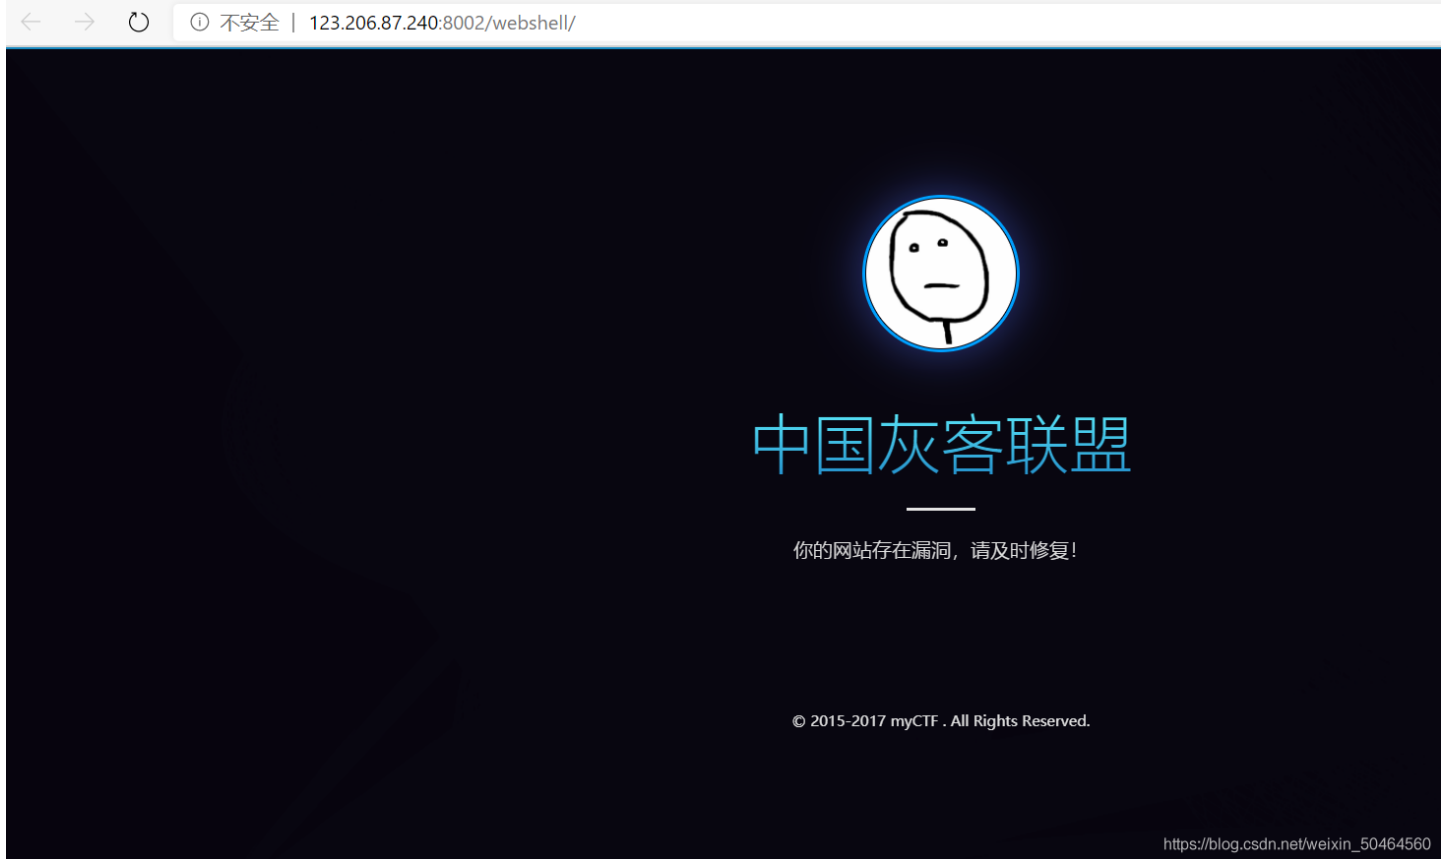 不安全 | 123.206.87.240:8002/webshell/
中国灰客联盟
你的网站存在漏洞，请及时修复！
© 2015-2017 myCTF . All Rights Reserved.
https://blog.csdn.net/weixin_50464560